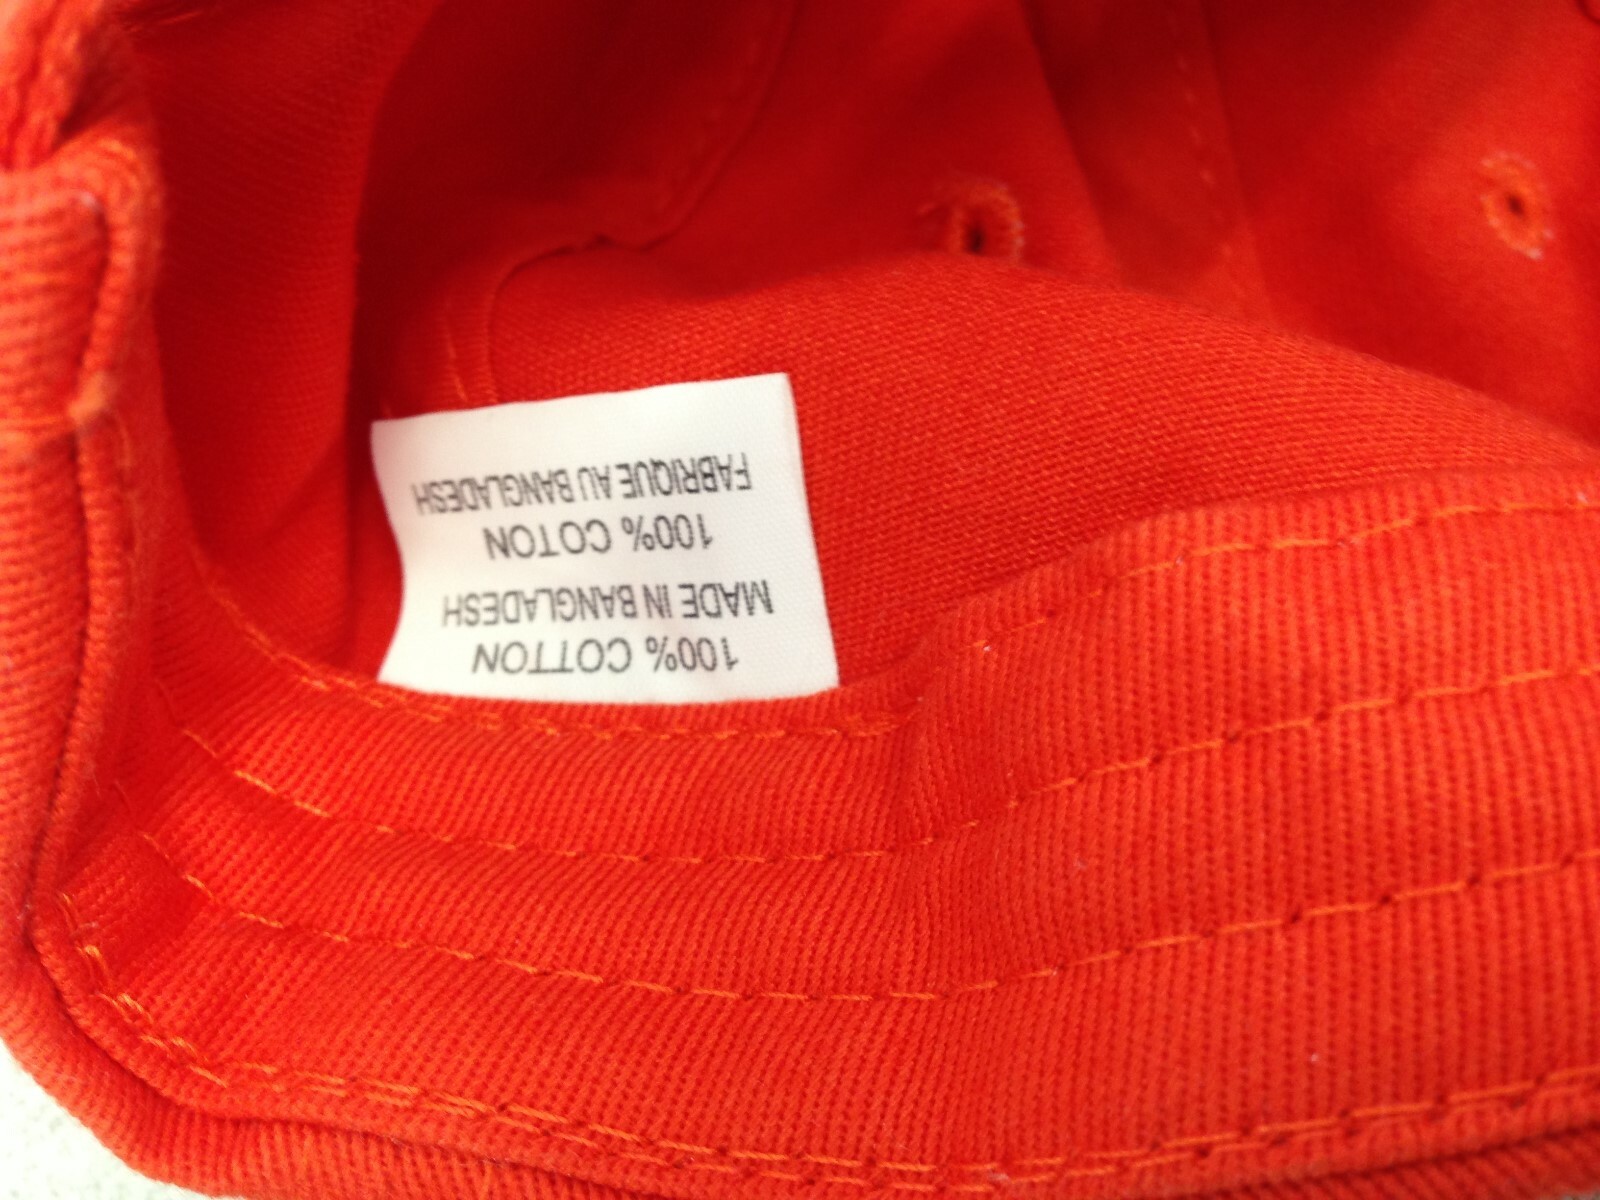 100% COTTON
MADE IN BANGLADESH
100% COTON
FABRIQUE AU BANGLADESH